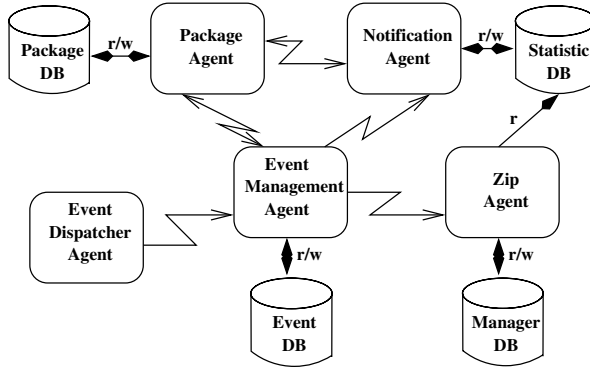 Package
DB
r/w
Package
Agent
Notification
Agent
r/w
Statistic
DB
r
Event
Management
Agent
Zip
Agent
Event
Dispatcher
Agent
r/w
r/w
Event
DB
Manager
DB